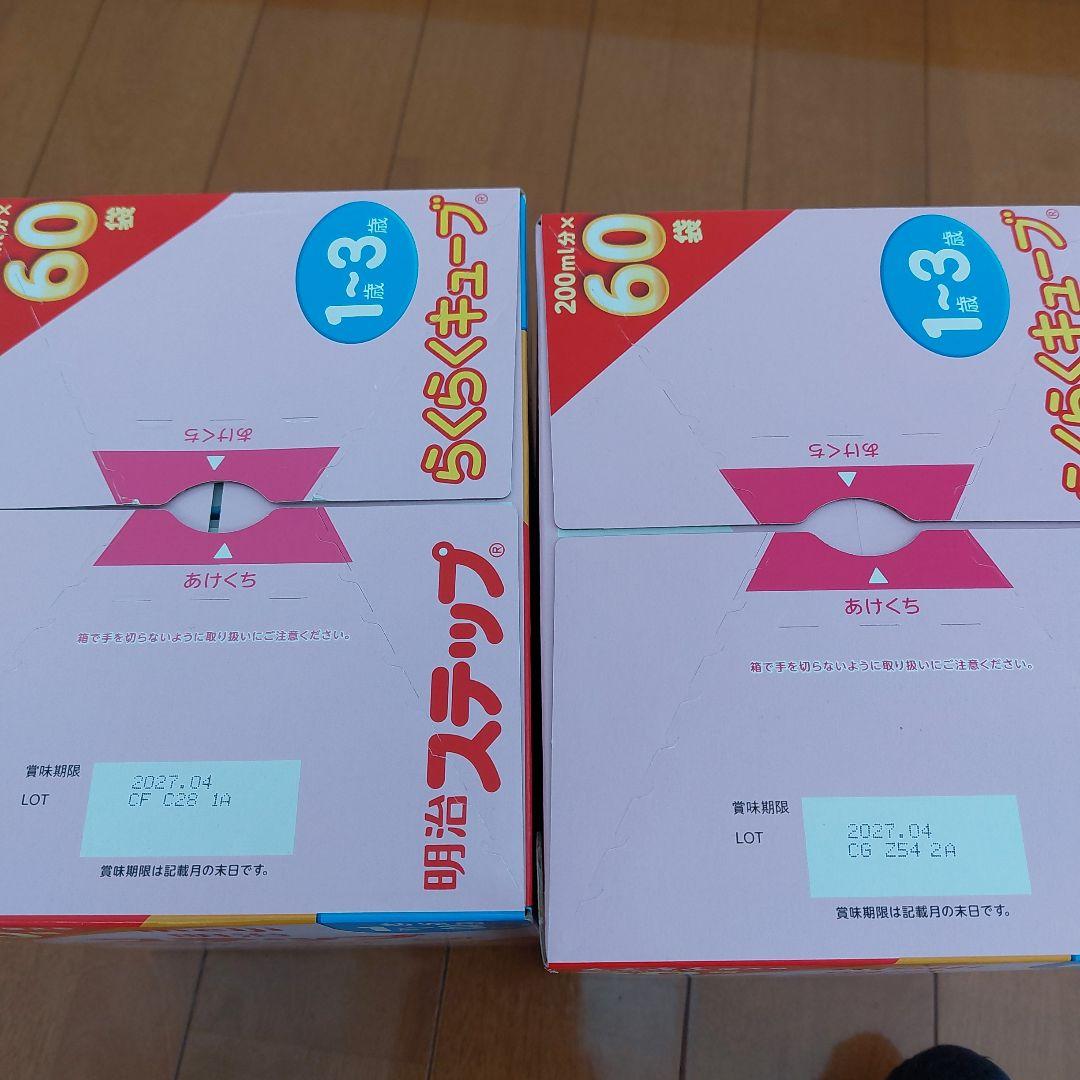 60
袋
1~3歳
歳
らくらくキューブ®
あけくち
あけくち
箱で手を切らないように取り扱いにご注意ください。
明治ステップ®
賞味期限
2027.04
LOT
CF C28 1A
賞味期限は記載月の末日です。
200ml分×
60
袋
1~3歳
歳
くらくキューブ®
あけくち
あけくち
箱で手を切らないように取り扱いにご注意ください。
賞味期限
2027.04
LOT
CG Z54 2A
賞味期限は記載月の末日です。